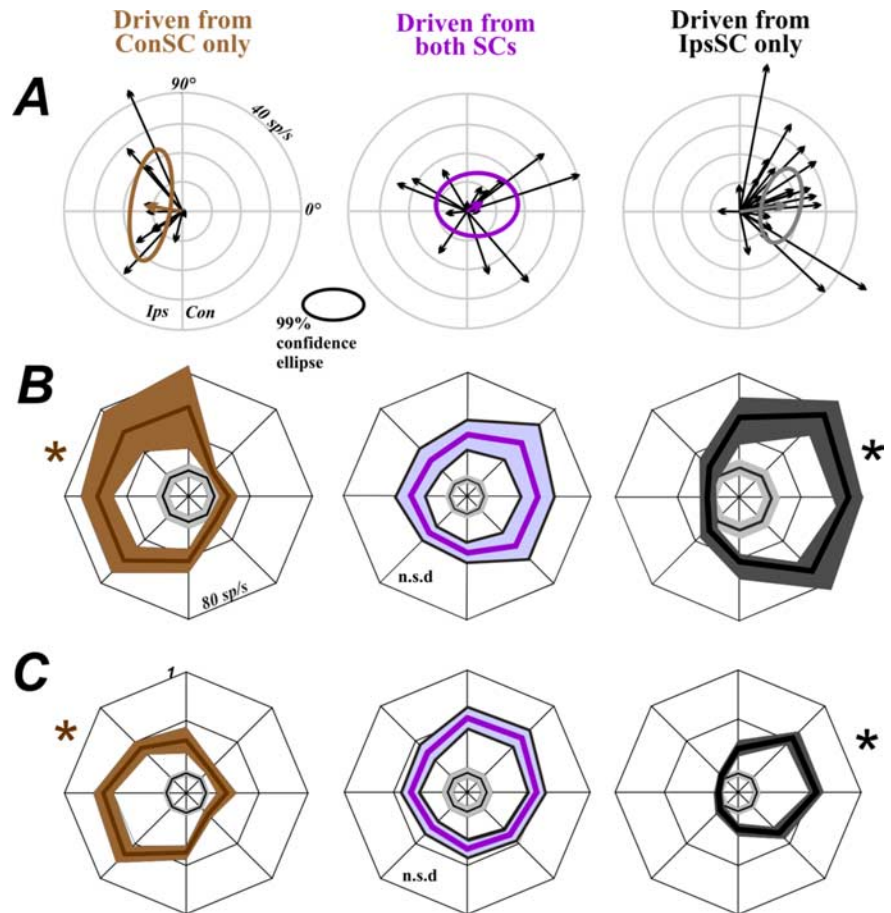 Driven from
ConSC only
Driven from
both SCs
Driven from
IpsSC only
A
90°
40 sp/s
0°
Ips
Con
99%
confidence
ellipse
B
*
80 sp/s
n.s.d
*
C
1
*
n.s.d
*